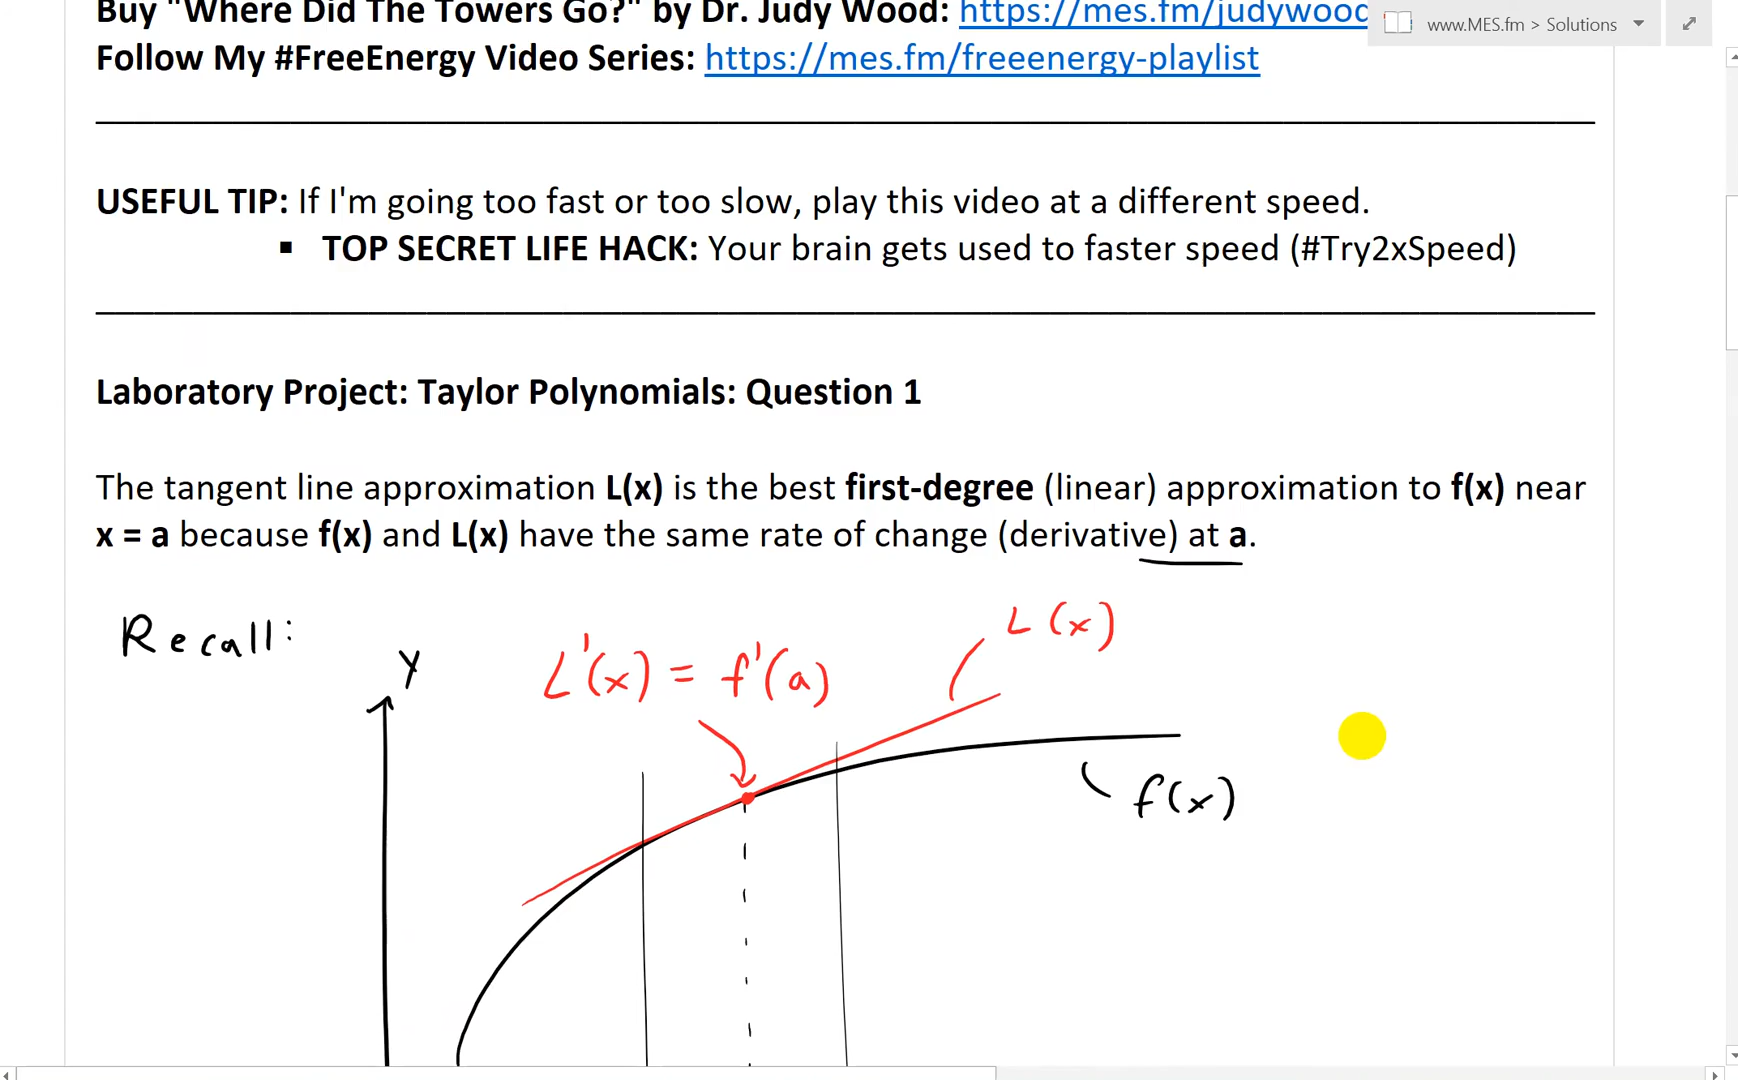 Buy "Where Did The Towers Go?" by Dr. Judy Wood: https://mes.fm/judywood
www.MES.fm > Solutions
Follow My #FreeEnergy Video Series: https://mes.fm/freeenergy-playlist
USEFUL TIP: If I'm going too fast or too slow, play this video at a different speed.
▪ TOP SECRET LIFE HACK: Your brain gets used to faster speed (#Try2xSpeed)
Laboratory Project: Taylor Polynomials: Question 1
The tangent line approximation L(x) is the best first-degree (linear) approximation to f(x) near
x = a because f(x) and L(x) have the same rate of change (derivative) at a.
Recall:
y
L'(x) = f'(a)
L(x)
f(x)